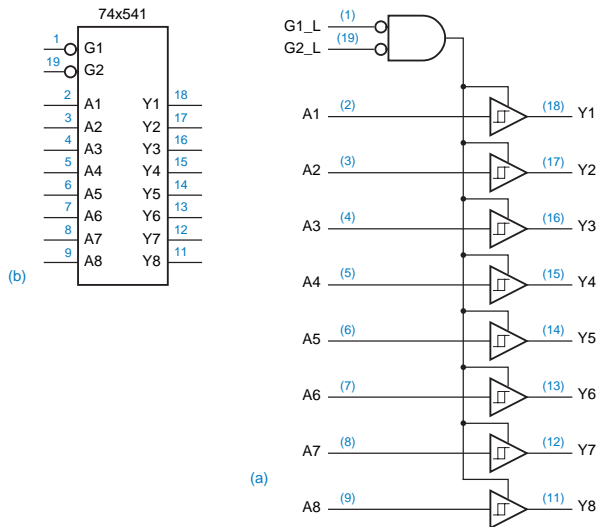 74x541
1 G1
19 G2
2 A1 Y1 18
3 A2 Y2 17
4 A3 Y3 16
5 A4 Y4 15
6 A5 Y5 14
7 A6 Y6 13
8 A7 Y7 12
9 A8 Y8 11
(b)
G1_L (1)
G2_L (19)
A1 (2) (18) Y1
A2 (3) (17) Y2
A3 (4) (16) Y3
A4 (5) (15) Y4
A5 (6) (14) Y5
A6 (7) (13) Y6
A7 (8) (12) Y7
(a)
A8 (9) (11) Y8